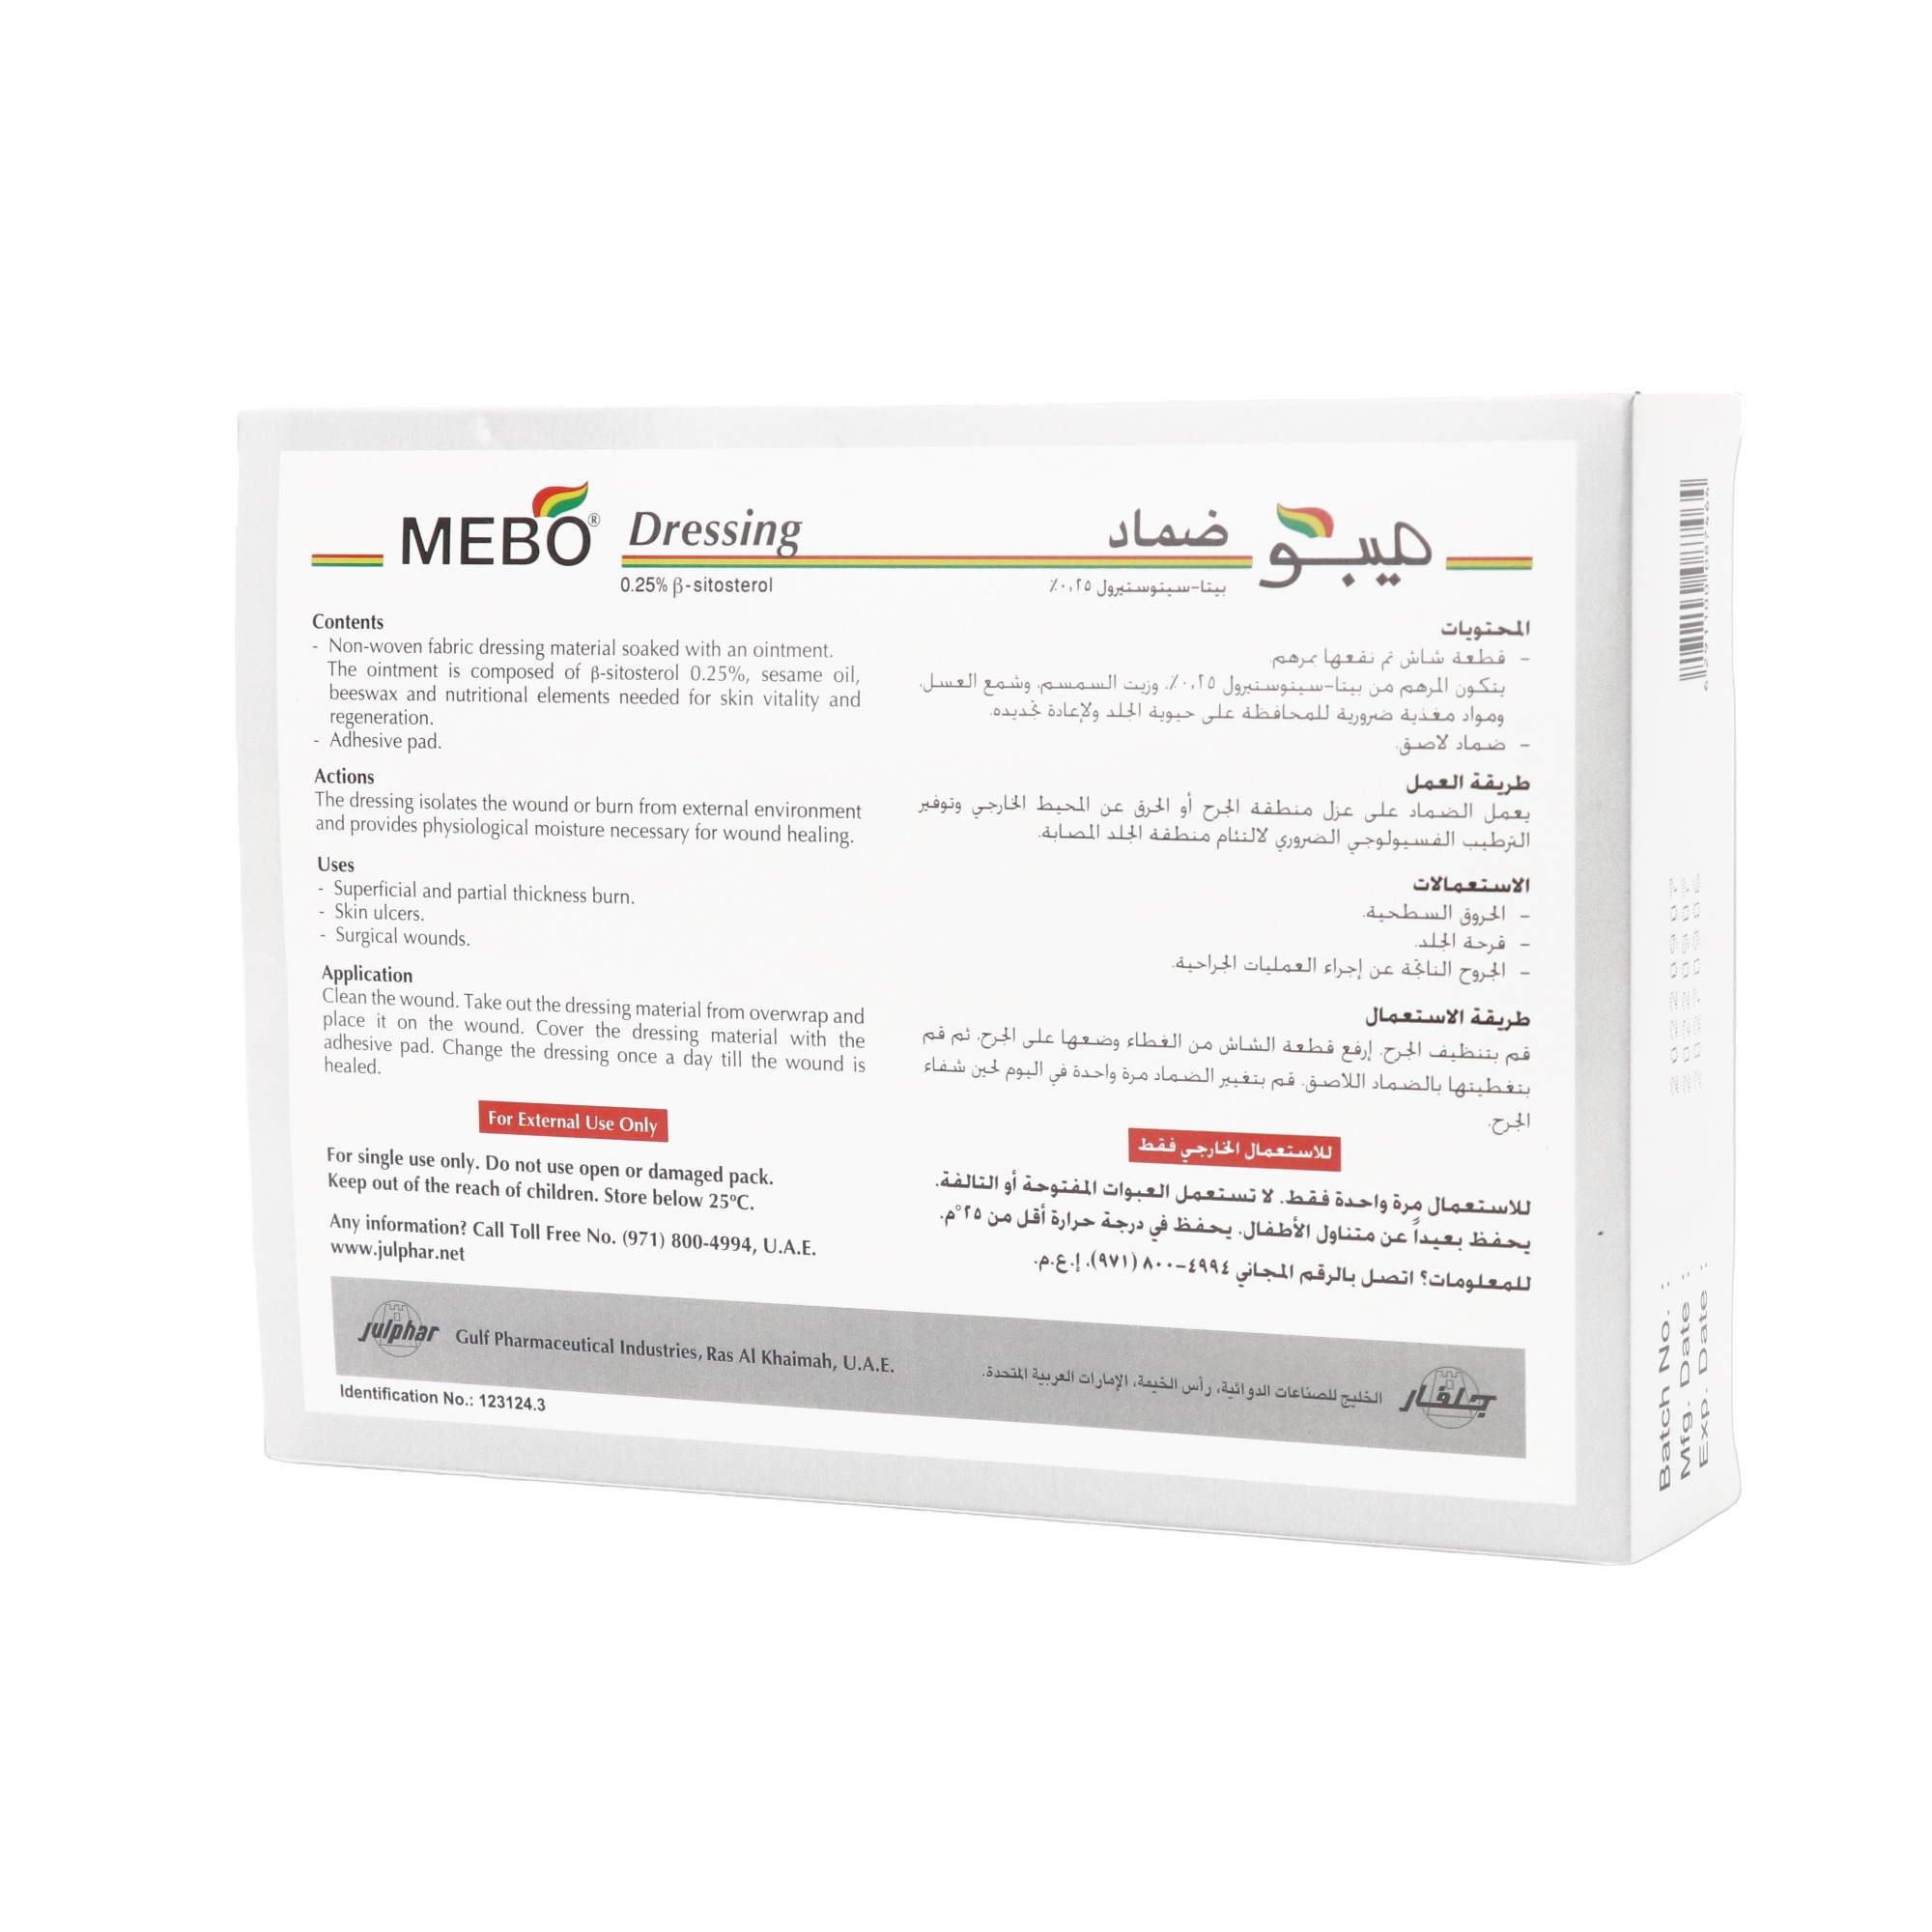 MEBO® Dressing
0.25% β-sitosterol
Contents
- Non-woven fabric dressing material soaked with an ointment.
The ointment is composed of β-sitosterol 0.25%, sesame oil,
beeswax and nutritional elements needed for skin vitality and
regeneration.
- Adhesive pad.
Actions
The dressing isolates the wound or burn from external environment
and provides physiological moisture necessary for wound healing.
Uses
- Superficial and partial thickness burn.
- Skin ulcers.
- Surgical wounds.
Application
Clean the wound. Take out the dressing material from overwrap and
place it on the wound. Cover the dressing material with the
adhesive pad. Change the dressing once a day till the wound is
healed.
For External Use Only
For single use only. Do not use open or damaged pack.
Keep out of the reach of children. Store below 25°C.
Any information? Call Toll Free No. (971) 800-4994, U.A.E.
www.julphar.net
julphar Gulf Pharmaceutical Industries, Ras Al Khaimah, U.A.E.
Identification No.: 123124.3
ميبو ضماد
بيتا-سيتوستيرول ٠,٢٥٪
المحتويات
- قطعة شاش تم نقعها بمرهم.
يتكون المرهم من بيتا-سيتوستيرول ٠,٢٥٪، وزيت السمسم، وشمع العسل،
ومواد مغذية ضرورية للمحافظة على حيوية الجلد ولإعادة تجديده.
- ضماد لاصق.
طريقة العمل
يعمل الضماد على عزل منطقة الجرح أو الحرق عن المحيط الخارجي وتوفير
الترطيب الفسيولوجي الضروري لالتئام منطقة الجلد المصابة.
الاستعمالات
- الحروق السطحية.
- قرحة الجلد.
- الجروح الناتجة عن إجراء العمليات الجراحية.
طريقة الاستعمال
قم بتنظيف الجرح. إرفع قطعة الشاش من الغطاء وضعها على الجرح، ثم قم
بتغطيتها بالضماد اللاصق. قم بتغيير الضماد مرة واحدة في اليوم لحين شفاء
الجرح.
للاستعمال الخارجي فقط
للاستعمال مرة واحدة فقط. لا تستعمل العبوات المفتوحة أو التالفة.
يحفظ بعيداً عن متناول الأطفال. يحفظ في درجة حرارة أقل من ٢٥°م.
للمعلومات؟ اتصل بالرقم المجاني ٤٩٩٤-٨٠٠ (٩٧١)، إ.ع.م.
جلفار الخليج للصناعات الدوائية، رأس الخيمة، الإمارات العربية المتحدة.
Batch No. :
Mfg. Date :
Exp. Date :